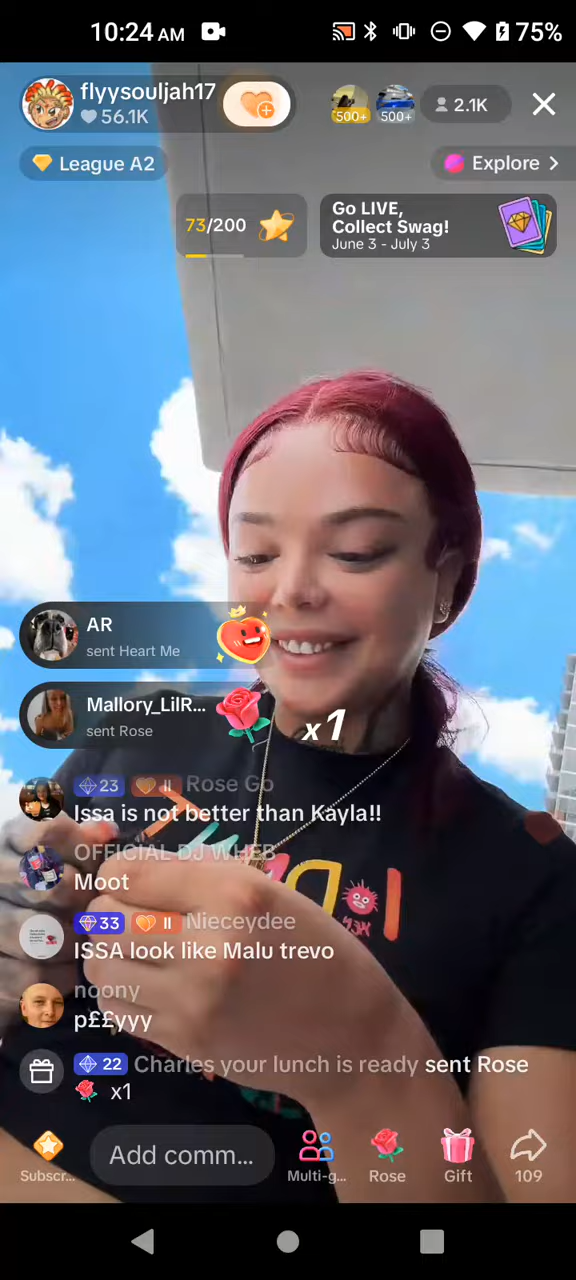 10:24 AM
75%
flyysouljah17
56.1K
500+
500+
2.1K
League A2
Explore >
73/200
Go LIVE,
Collect Swag!
June 3 - July 3
AR
sent Heart Me
Mallory_LilR...
sent Rose
x1
23 II Rose Go
Issa is not better than Kayla!!
OFFICIAL DJ WHEB
Moot
33 II Nieceydee
ISSA look like Malu trevo
noony
p££yyy
22 Charles your lunch is ready sent Rose
x1
Add comm...
Subscr...
Multi-g...
Rose
Gift
109